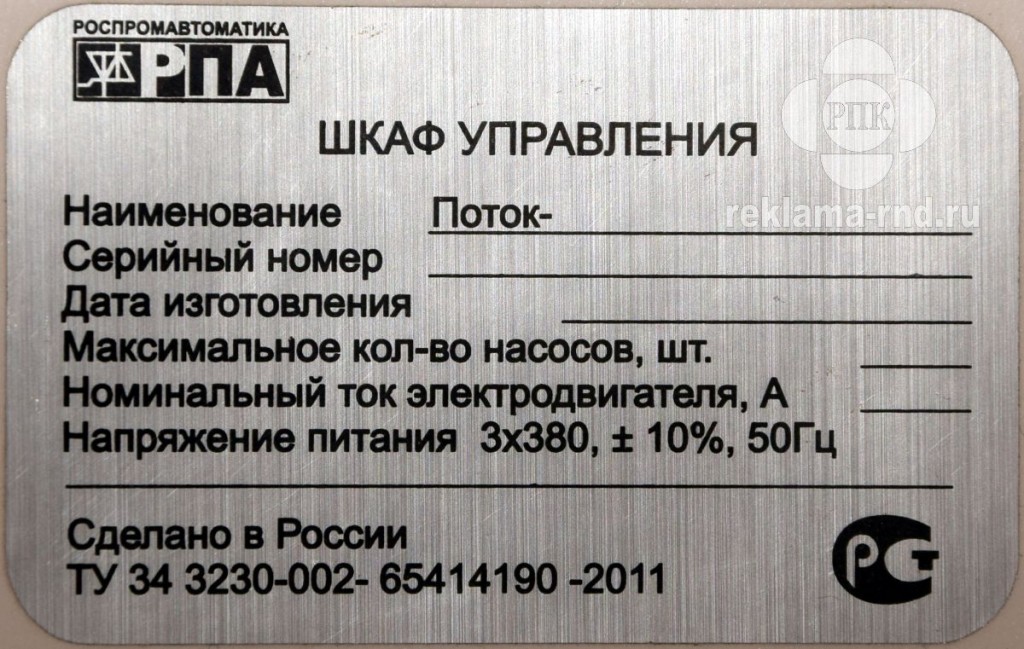 РОСПРОМАВТОМАТИКА
РПА
РПК
ШКАФ УПРАВЛЕНИЯ
Наименование Поток-
reklama-rnd.ru
Серийный номер
Дата изготовления
Максимальное кол-во насосов, шт.
Номинальный ток электродвигателя, А
Напряжение питания 3х380, ± 10%, 50Гц
Сделано в России
ТУ 34 3230-002- 65414190 -2011
РСТ